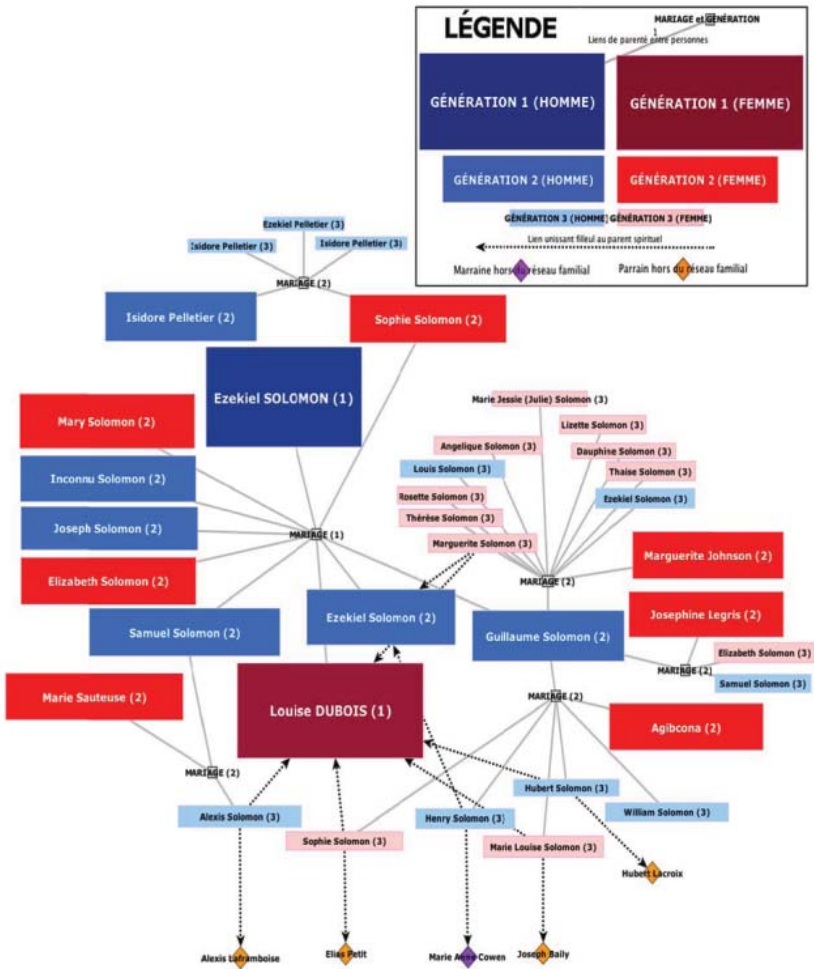 LÉGENDE
MARIAGE et GÉNÉRATION
1
Liens de parenté entre personnes
GÉNÉRATION 1 (HOMME)
GÉNÉRATION 1 (FEMME)
GÉNÉRATION 2 (HOMME)
GÉNÉRATION 2 (FEMME)
GÉNÉRATION 3 (HOMME)
GÉNÉRATION 3 (FEMME)
Lien unissant filleul au parent spirituel
Marraine hors du réseau familial
Parrain hors du réseau familial
Ezekiel Pelletier (3)
Isidore Pelletier (3)
Isidore Pelletier (3)
MARIAGE (2)
Isidore Pelletier (2)
Sophie Solomon (2)
Ezekiel SOLOMON (1)
Mary Solomon (2)
Inconnu Solomon (2)
Joseph Solomon (2)
Elizabeth Solomon (2)
MARIAGE (1)
Marie Jessie (Julie) Solomon (3)
Lizette Solomon (3)
Angelique Solomon (3)
Dauphine Solomon (3)
Louis Solomon (3)
Thaise Solomon (3)
Rosette Solomon (3)
Ezekiel Solomon (3)
Thérèse Solomon (3)
Marguerite Solomon (3)
MARIAGE (2)
Marguerite Johnson (2)
Josephine Legris (2)
Samuel Solomon (2)
Ezekiel Solomon (2)
Guillaume Solomon (2)
Elizabeth Solomon (3)
MARIAGE (2)
Samuel Solomon (3)
Marie Sauteuse (2)
Louise DUBOIS (1)
MARIAGE (2)
Agibcona (2)
MARIAGE (2)
Hubert Solomon (3)
Alexis Solomon (3)
Henry Solomon (3)
William Solomon (3)
Sophie Solomon (3)
Marie Louise Solomon (3)
Hubert Lacroix
Alexis Laframboise
Elias Petit
Marie Anne Cowen
Joseph Baily